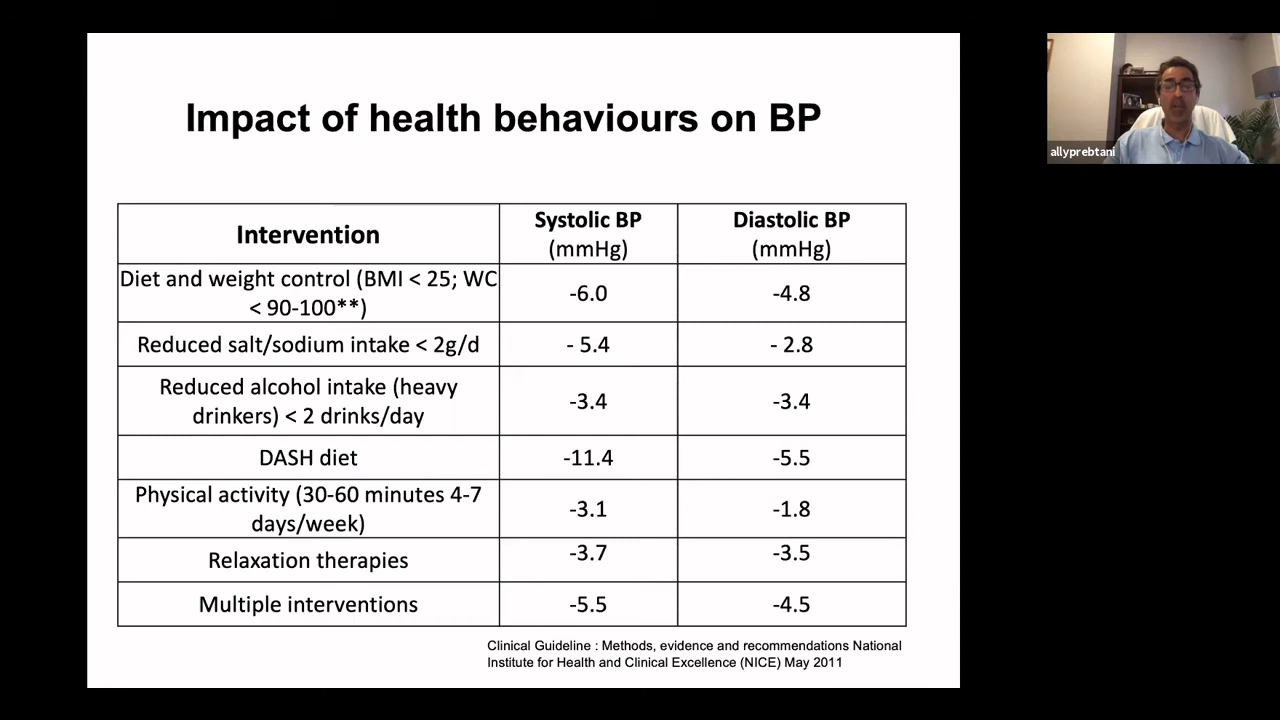 Impact of health behaviours on BP
Intervention
Systolic BP
(mmHg)
Diastolic BP
(mmHg)
Diet and weight control (BMI < 25; WC
< 90-100**)
-6.0
-4.8
Reduced salt/sodium intake < 2g/d
- 5.4
- 2.8
Reduced alcohol intake (heavy
drinkers) < 2 drinks/day
-3.4
-3.4
DASH diet
-11.4
-5.5
Physical activity (30-60 minutes 4-7
days/week)
-3.1
-1.8
Relaxation therapies
-3.7
-3.5
Multiple interventions
-5.5
-4.5
Clinical Guideline : Methods, evidence and recommendations National
Institute for Health and Clinical Excellence (NICE) May 2011
allyprebtani